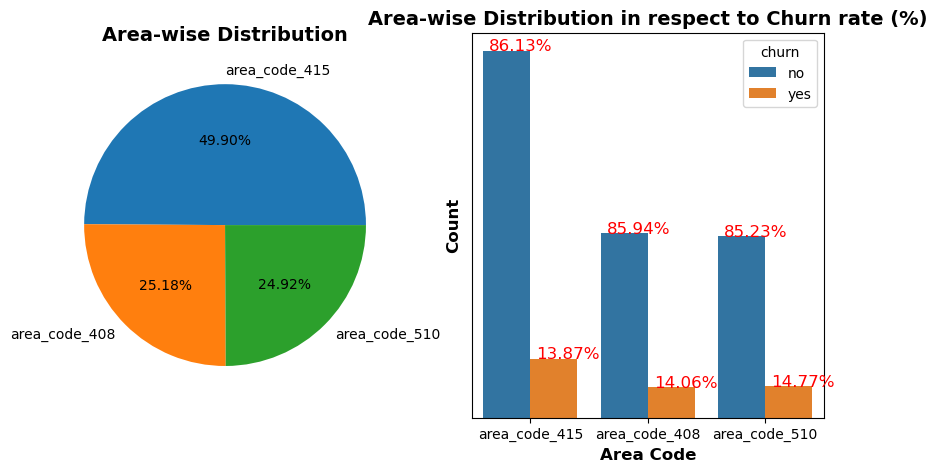 Area-wise Distribution
area_code_415
49.90%
25.18%
24.92%
area_code_408
area_code_510
Area-wise Distribution in respect to Churn rate (%)
86.13%
churn
no
yes
85.94%
85.23%
13.87%
14.06%
14.77%
Count
area_code_415
area_code_408
area_code_510
Area Code